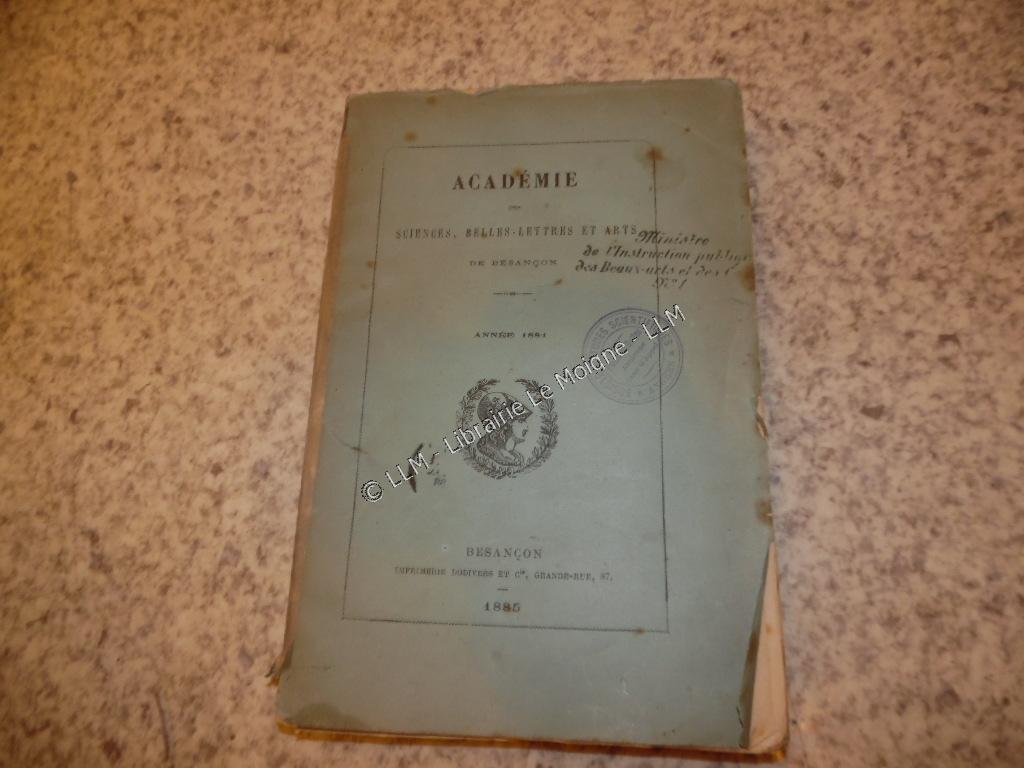 ACADÉMIE
DES
SCIENCES, BELLES-LETTRES ET ARTS
DE BESANÇON
Ministre
de l'Instruction publique
des Beaux-arts et des C
ANNÉE 1884
© LLM - Librairie Le Moigne - LLM
BESANÇON
IMPRIMERIE DODIVERS ET Cie, GRANDE-RUE, 87,
1885